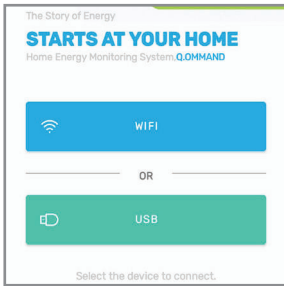 The Story of Energy
STARTS AT YOUR HOME
Home Energy Monitoring System,Q.OMMAND
WIFI
OR
USB
Select the device to connect.